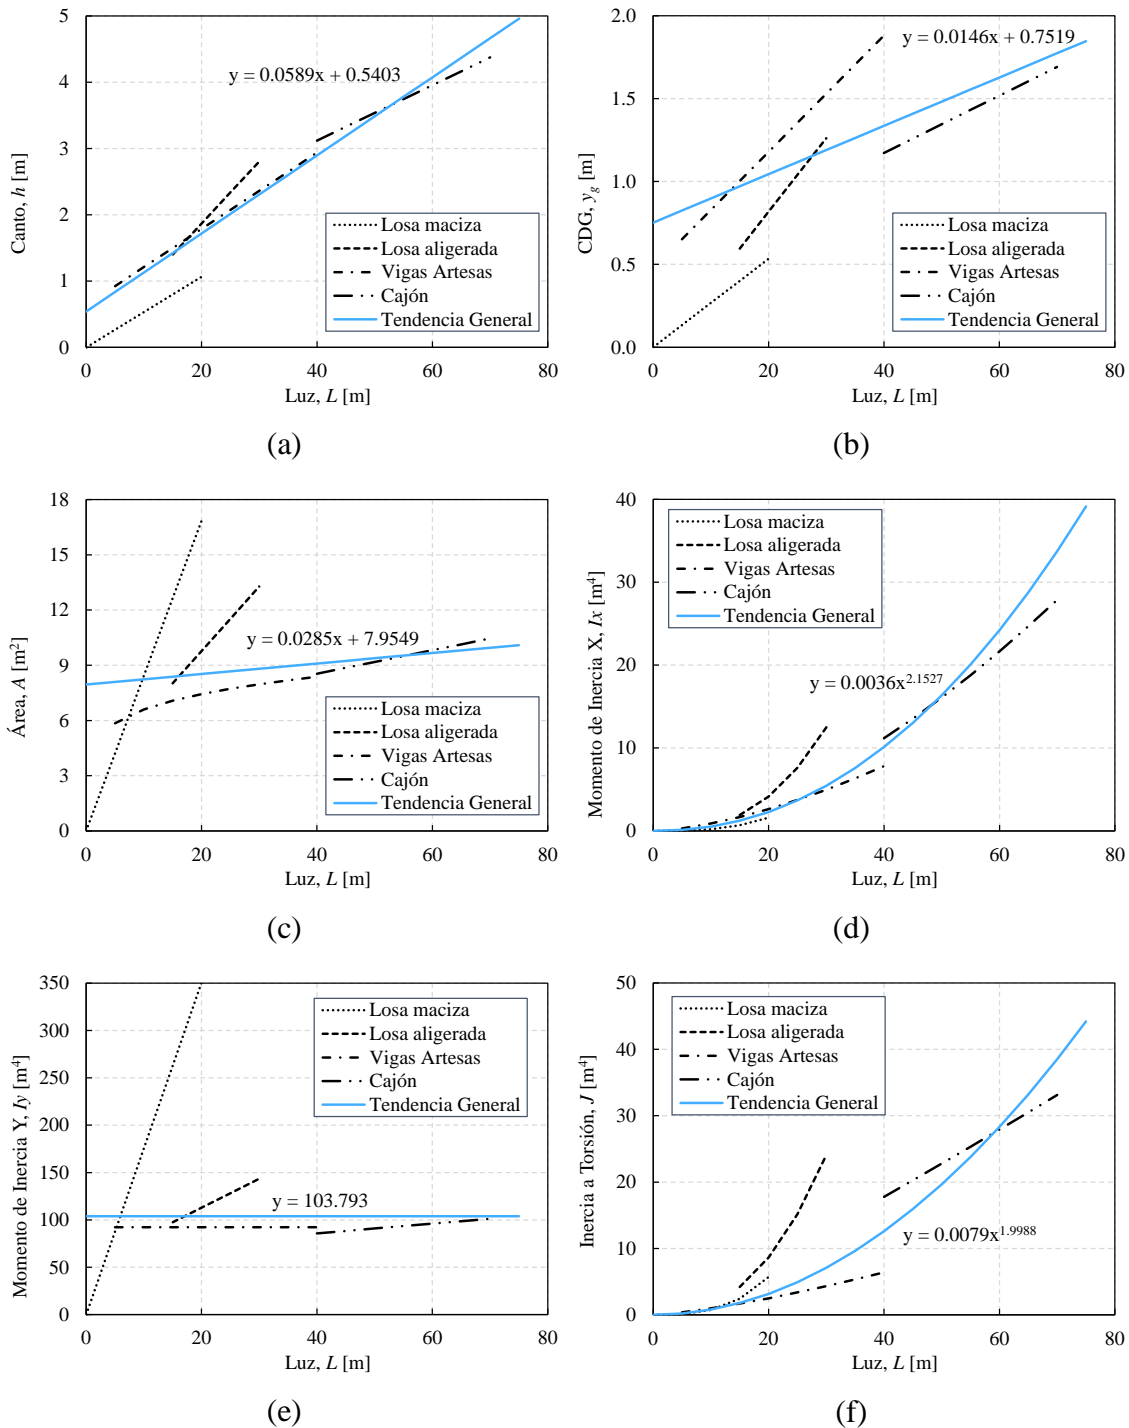 5
4
3
2
1
0
Canto, h [m]
y = 0.0589x + 0.5403
Losa maciza
Losa aligerada
Vigas Artesas
Cajón
Tendencia General
0 20 40 60 80
Luz, L [m]
(a)
2.0
1.5
1.0
0.5
0.0
CDG, yg [m]
y = 0.0146x + 0.7519
Losa maciza
Losa aligerada
Vigas Artesas
Cajón
Tendencia General
0 20 40 60 80
Luz, L [m]
(b)
18
15
12
9
6
3
0
Área, A [m²]
y = 0.0285x + 7.9549
Losa maciza
Losa aligerada
Vigas Artesas
Cajón
Tendencia General
0 20 40 60 80
Luz, L [m]
(c)
40
30
20
10
0
Momento de Inercia X, Ix [m⁴]
Losa maciza
Losa aligerada
Vigas Artesas
Cajón
Tendencia General
y = 0.0036x^2.1527
0 20 40 60 80
Luz, L [m]
(d)
350
300
250
200
150
100
50
0
Momento de Inercia Y, Iy [m⁴]
Losa maciza
Losa aligerada
Vigas Artesas
Cajón
Tendencia General
y = 103.793
0 20 40 60 80
Luz, L [m]
(e)
50
40
30
20
10
0
Inercia a Torsión, J [m⁴]
Losa maciza
Losa aligerada
Vigas Artesas
Cajón
Tendencia General
y = 0.0079x^1.9988
0 20 40 60 80
Luz, L [m]
(f)